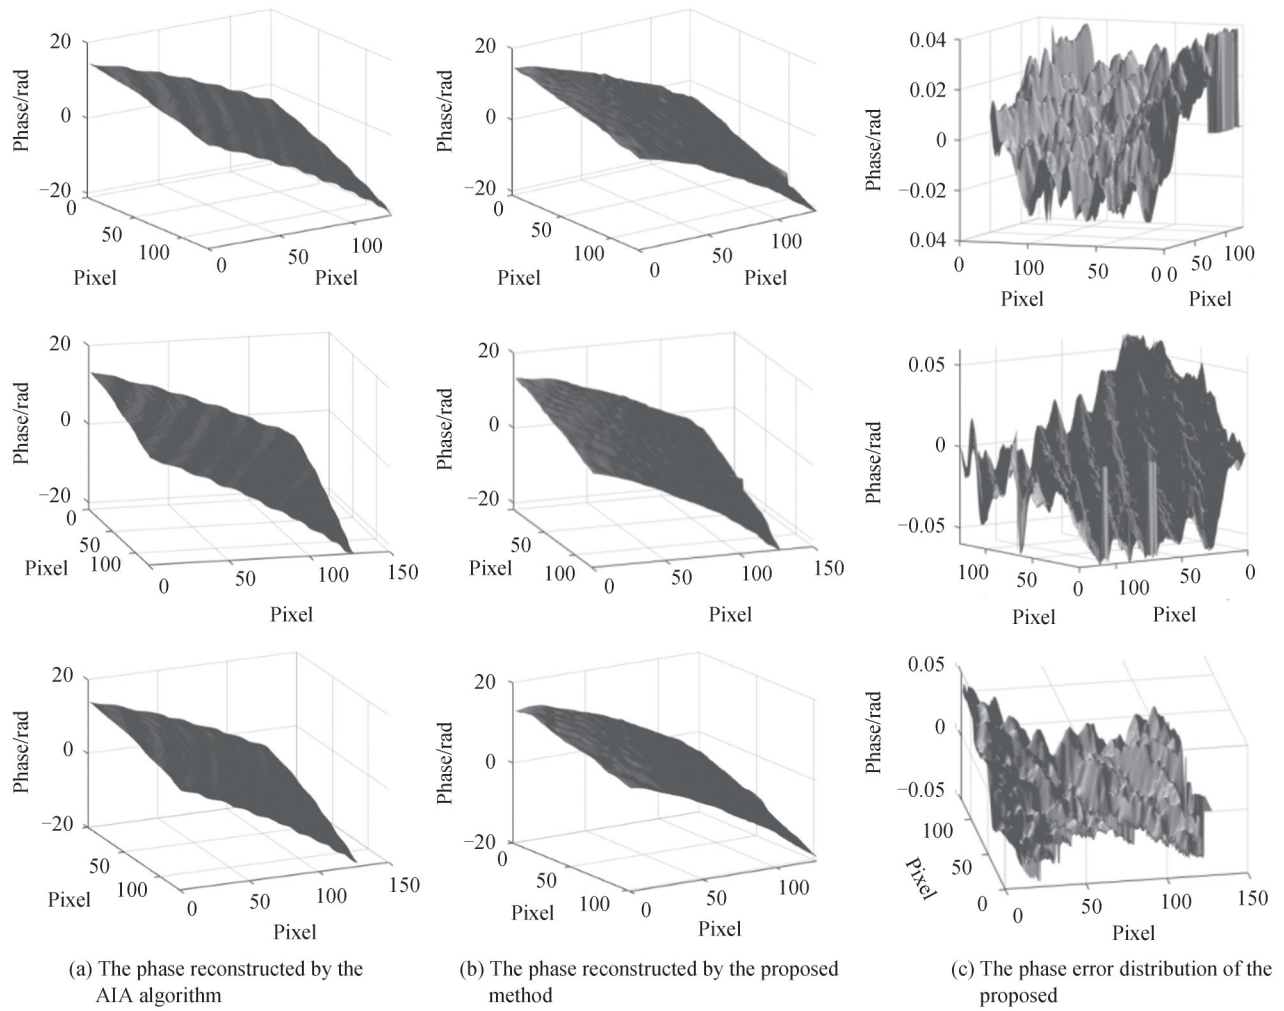 20
0
−20
Phase/rad
0
50
100
Pixel
0
50
100
Pixel
20
0
−20
Phase/rad
0
50
100
Pixel
0
50
100
Pixel
0.04
0.02
0
−0.02
0.04
Phase/rad
0
100
50
0 0
50
100
Pixel
Pixel
20
0
−20
Phase/rad
0
50
100
Pixel
0
50
100
150
Pixel
20
0
−20
Phase/rad
50
100
Pixel
0
50
100
150
Pixel
0.05
0
−0.05
Phase/rad
100
50
0
100
50
0
Pixel
Pixel
20
0
−20
Phase/rad
50
100
Pixel
0
50
100
150
Pixel
20
0
−20
Phase/rad
0
50
100
Pixel
0
50
100
Pixel
0.05
0
−0.05
Phase/rad
100
50
0
Pixel
0
50
100
150
Pixel
(a) The phase reconstructed by the
AIA algorithm
(b) The phase reconstructed by the proposed
method
(c) The phase error distribution of the
proposed